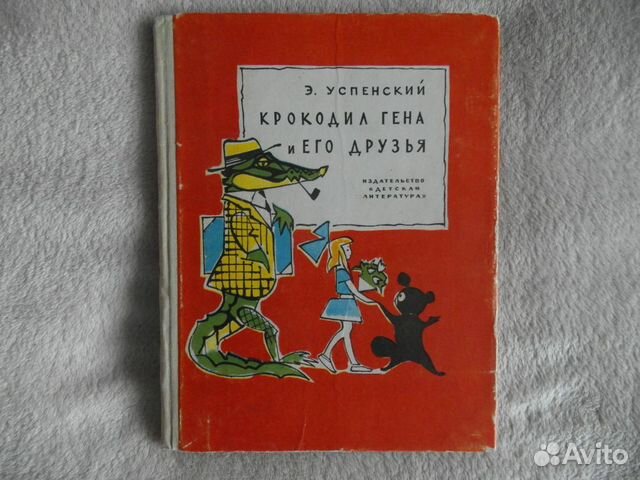 Э. УСПЕНСКИЙ
КРОКОДИЛ ГЕНА
И ЕГО ДРУЗЬЯ
ИЗДАТЕЛЬСТВО
«ДЕТСКАЯ
ЛИТЕРАТУРА»
Avito